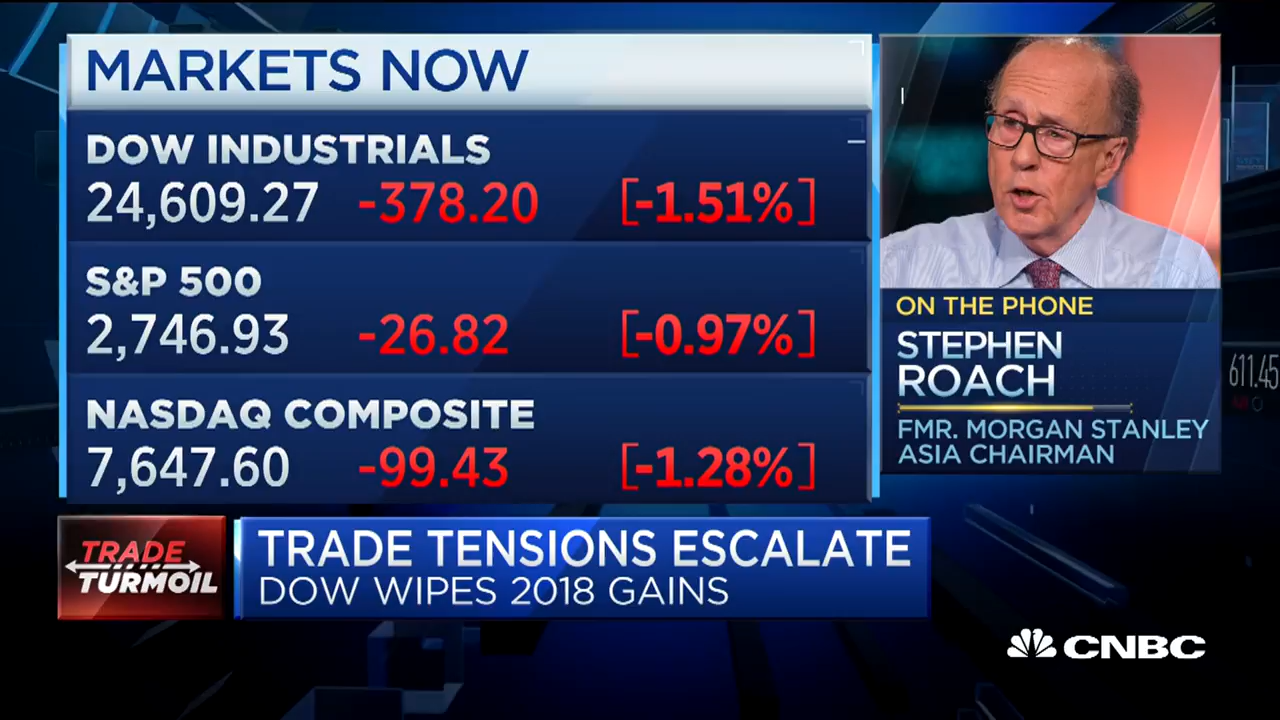 MARKETS NOW
DOW INDUSTRIALS
24,609.27 -378.20 [-1.51%]
S&P 500
2,746.93 -26.82 [-0.97%]
NASDAQ COMPOSITE
7,647.60 -99.43 [-1.28%]
ON THE PHONE
STEPHEN
ROACH
FMR. MORGAN STANLEY
ASIA CHAIRMAN
611.45
TRADE
TURMOIL
TRADE TENSIONS ESCALATE
DOW WIPES 2018 GAINS
CNBC